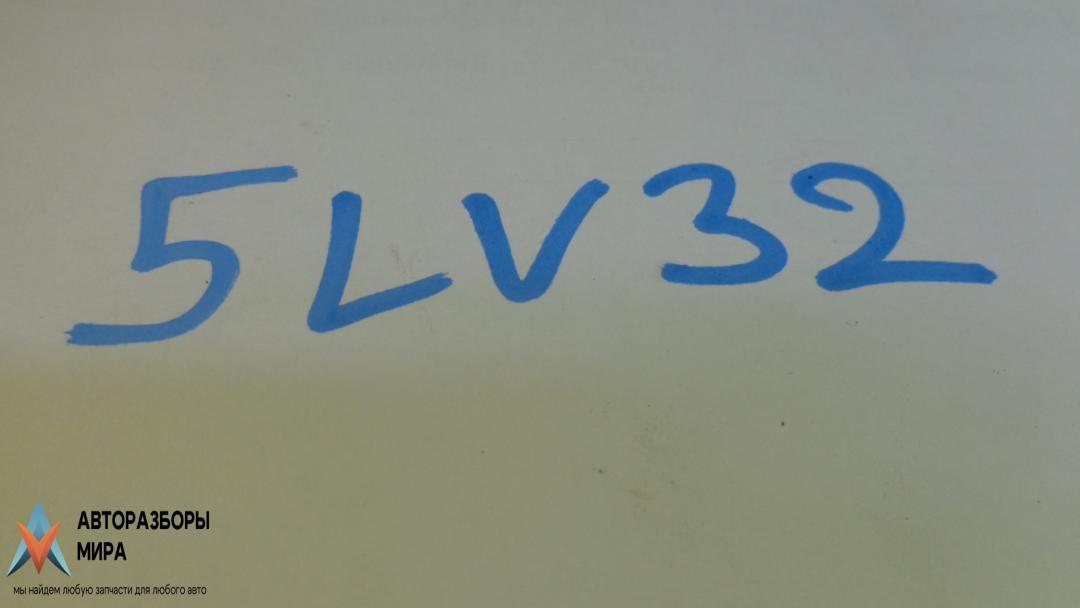 5LV32
АВТОРАЗБОРЫ
МИРА
мы найдем любую запчасти для любого авто